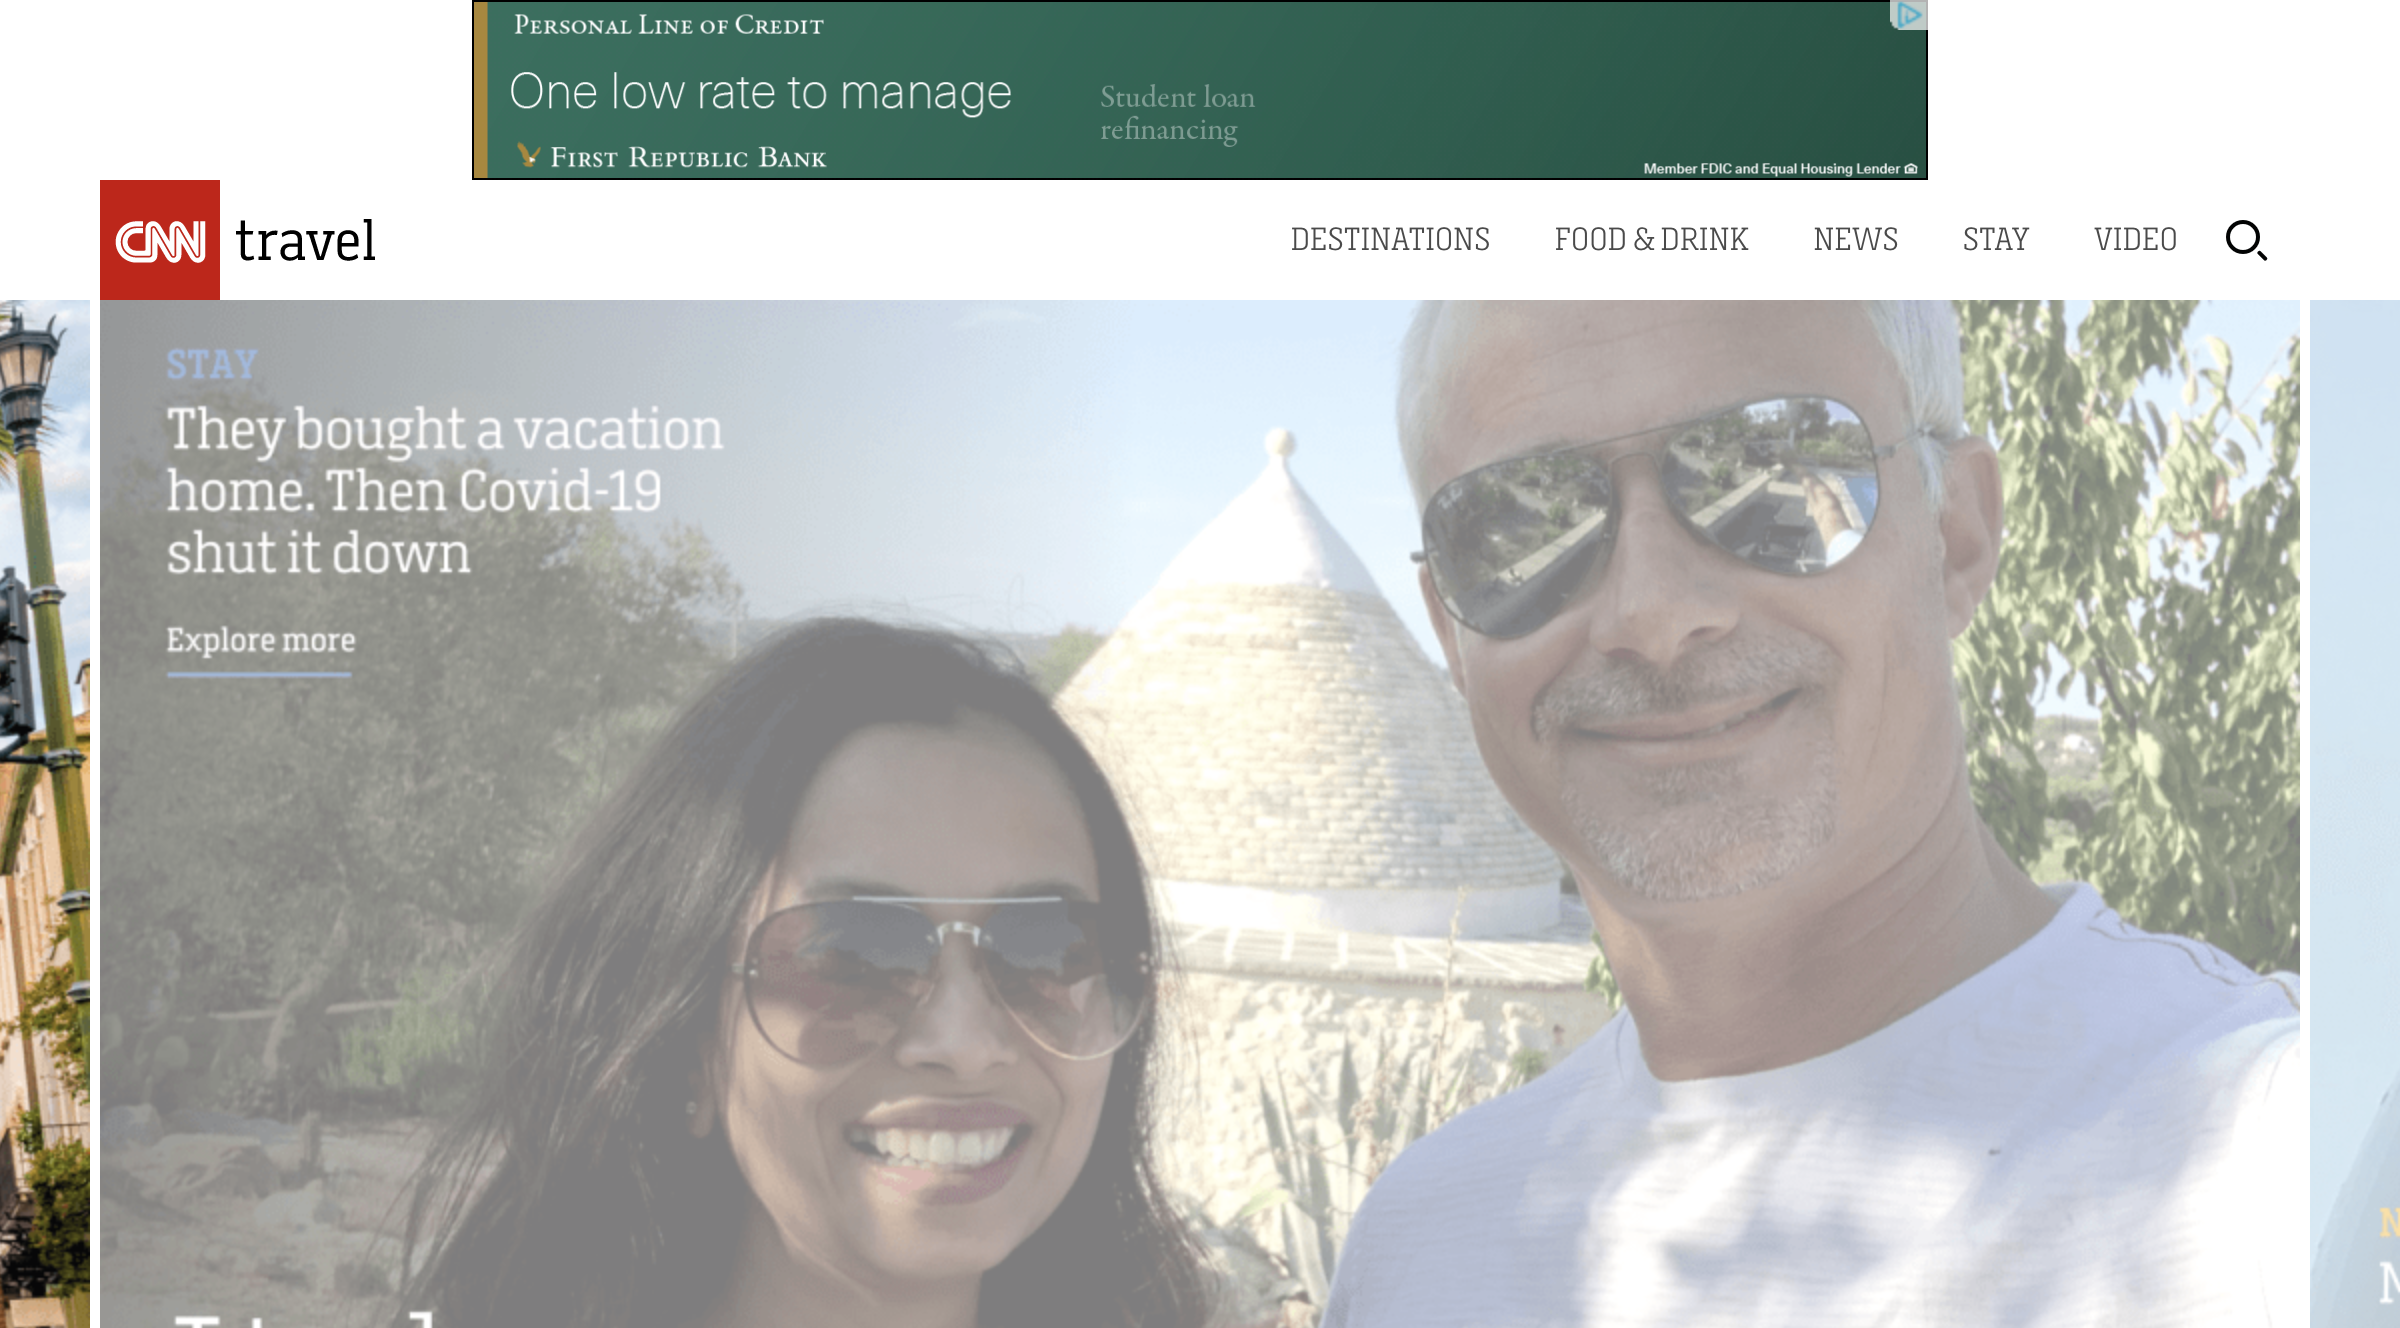 PERSONAL LINE OF CREDIT
One low rate to manage
Student loan
refinancing
FIRST REPUBLIC BANK
Member FDIC and Equal Housing Lender
CNN travel
DESTINATIONS
FOOD & DRINK
NEWS
STAY
VIDEO
STAY
They bought a vacation
home. Then Covid-19
shut it down
Explore more